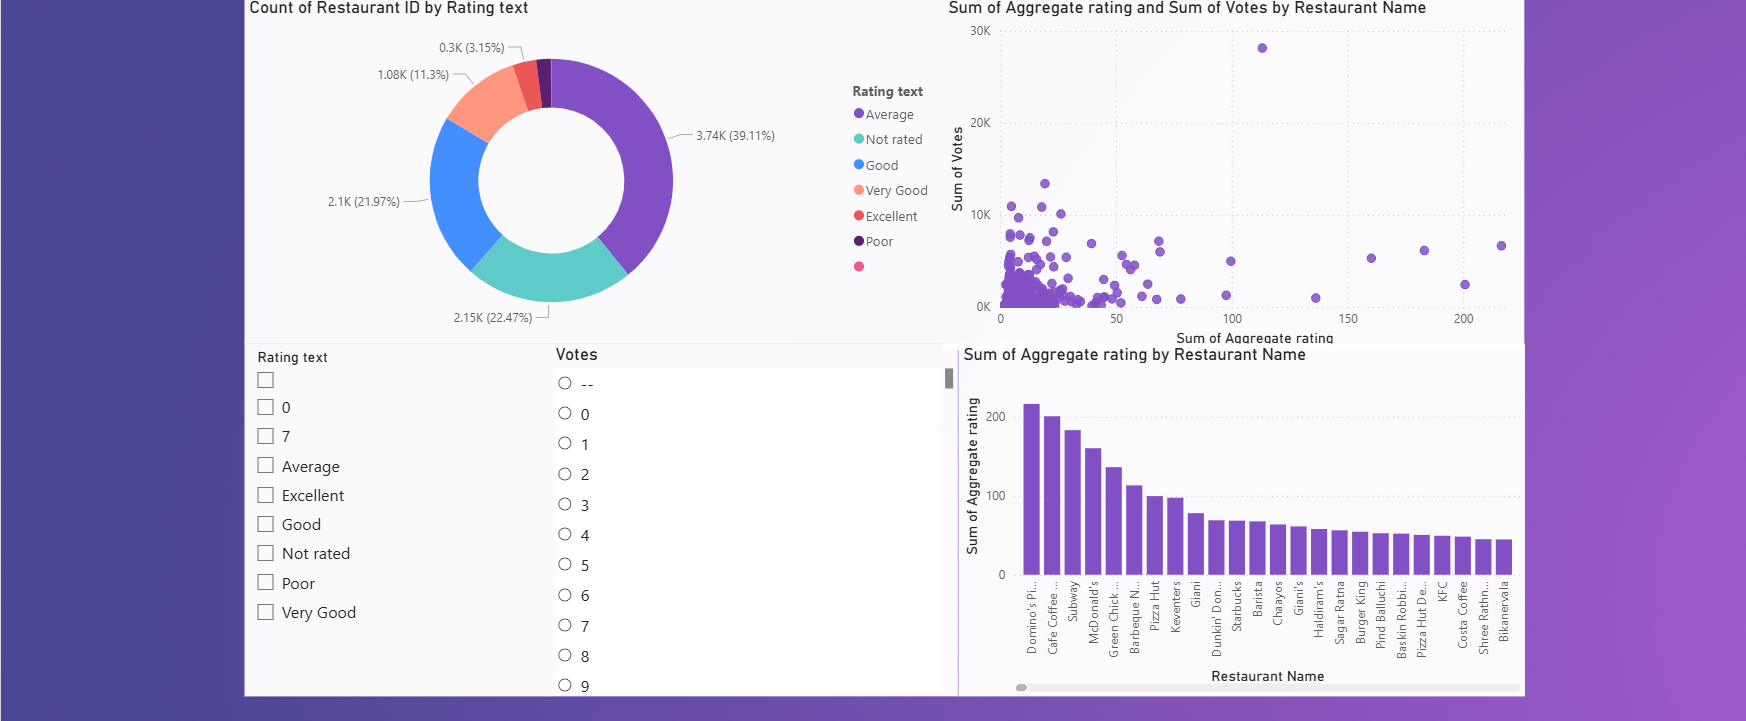 Count of Restaurant ID by Rating text
0.3K (3.15%)
1.08K (11.3%)
3.74K (39.11%)
2.1K (21.97%)
2.15K (22.47%)
Rating text
Average
Not rated
Good
Very Good
Excellent
Poor
Sum of Aggregate rating and Sum of Votes by Restaurant Name
Sum of Votes
30K
20K
10K
0K
0
50
100
150
200
Sum of Aggregate rating
Rating text
0
7
Average
Excellent
Good
Not rated
Poor
Very Good
Votes
--
0
1
2
3
4
5
6
7
8
9
Sum of Aggregate rating by Restaurant Name
Sum of Aggregate rating
200
100
0
Domino's Pi...
Cafe Coffee ...
Subway
McDonald's
Green Chick ...
Barbeque N...
Pizza Hut
Keventers
Giani
Dunkin' Don...
Starbucks
Barista
Chaayos
Giani's
Haldiram's
Sagar Ratna
Burger King
Pind Balluchi
Baskin Robbi...
Pizza Hut De...
KFC
Costa Coffee
Shree Rathn...
Bikanervala
Restaurant Name